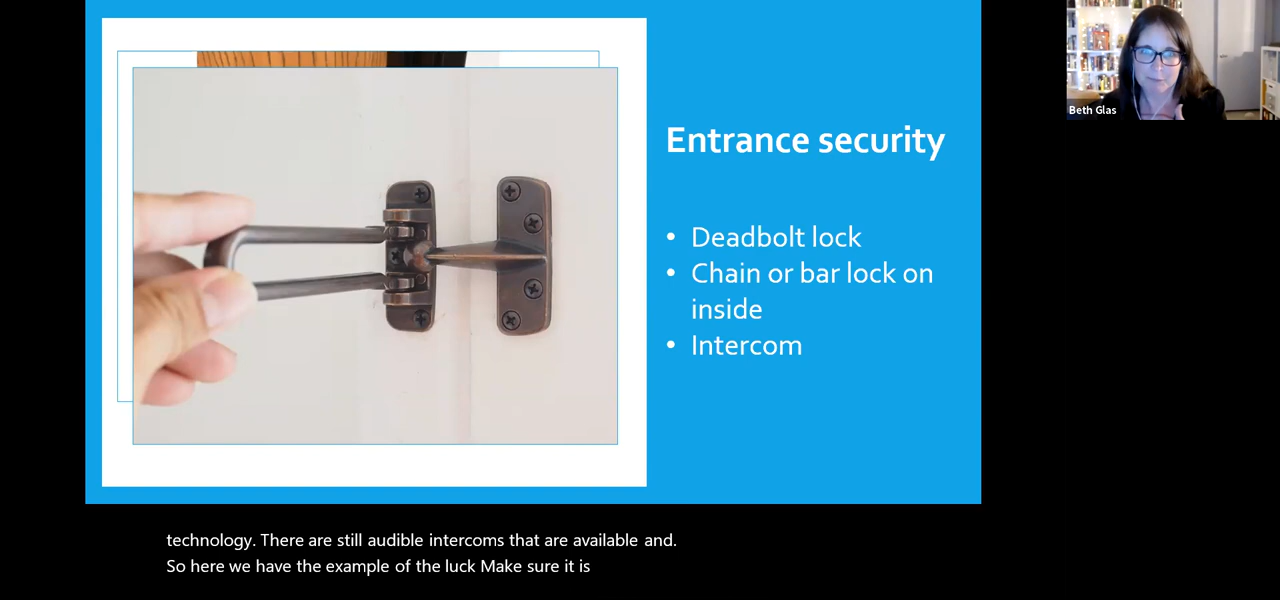 Entrance security
• Deadbolt lock
• Chain or bar lock on
inside
• Intercom
Beth Glas
technology. There are still audible intercoms that are available and.
So here we have the example of the luck Make sure it is